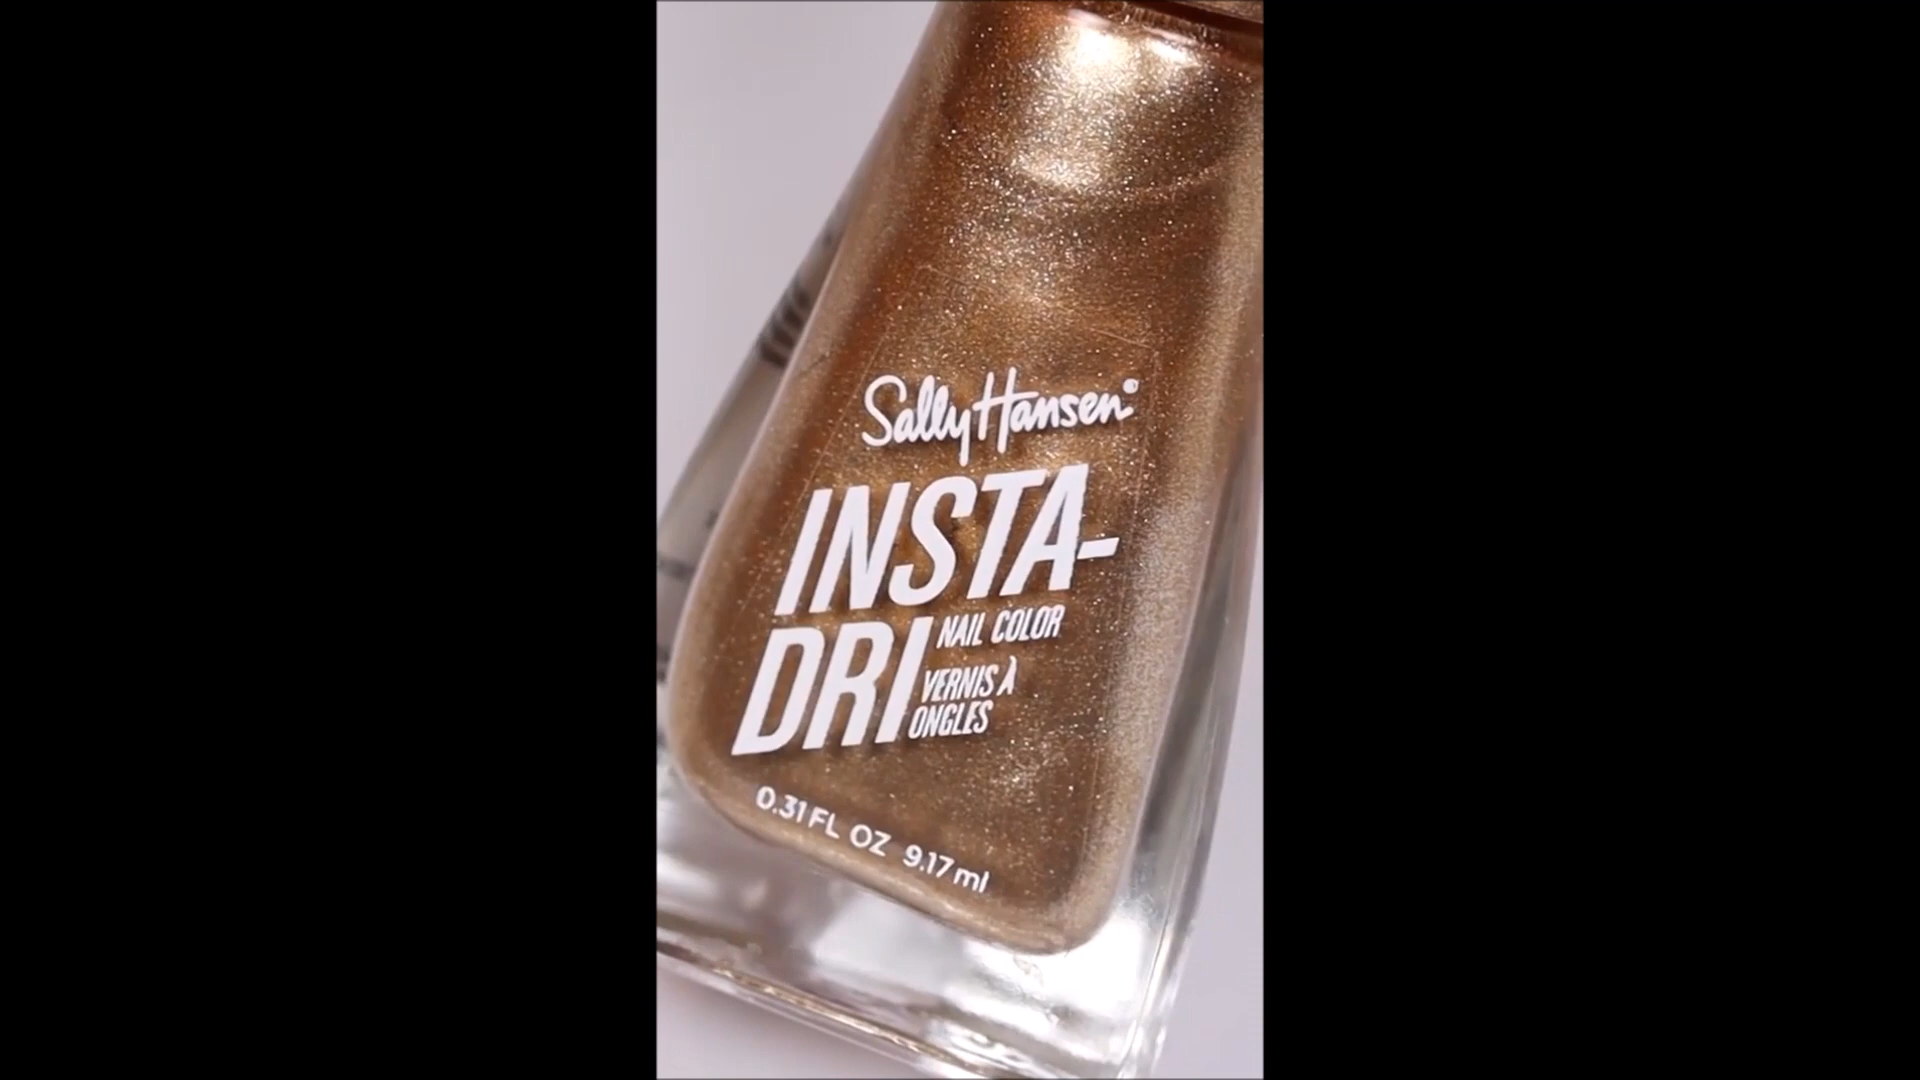 Sally Hansen
INSTA-
DRI
NAIL COLOR
VERNIS À
ONGLES
0.31 FL OZ 9.17 ml